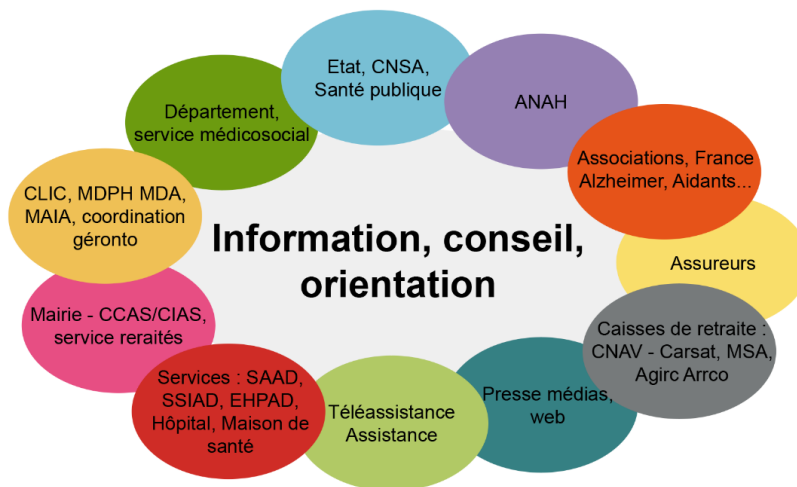 Etat, CNSA,
Santé publique
ANAH
Associations, France
Alzheimer, Aidants...
Assureurs
Caisses de retraite :
CNAV - Carsat, MSA,
Agirc Arrco
Presse médias,
web
Téléassistance
Assistance
Services : SAAD,
SSIAD, EHPAD,
Hôpital, Maison de
santé
Mairie - CCAS/CIAS,
service reraités
CLIC, MDPH MDA,
MAIA, coordination
géronto
Département,
service médicosocial
Information, conseil,
orientation